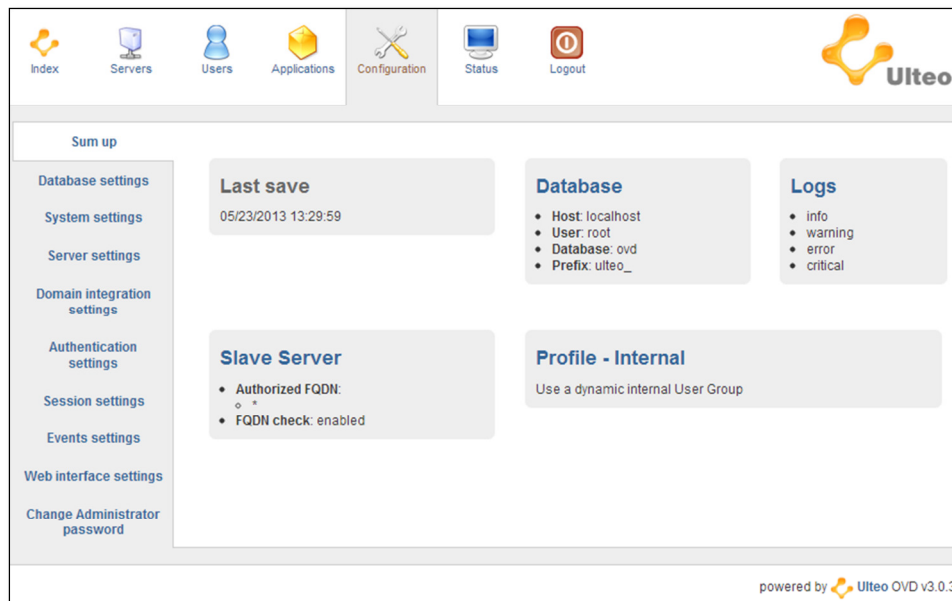 Index
Servers
Users
Applications
Configuration
Status
Logout
Ulteo
Sum up
Database settings
System settings
Server settings
Domain integration
settings
Authentication
settings
Session settings
Events settings
Web interface settings
Change Administrator
password
Last save
05/23/2013 13:29:59
Database
Host: localhost
User: root
Database: ovd
Prefix: ulteo_
Logs
info
warning
error
critical
Slave Server
Authorized FQDN:
*
FQDN check: enabled
Profile - Internal
Use a dynamic internal User Group
powered by Ulteo OVD v3.0.3